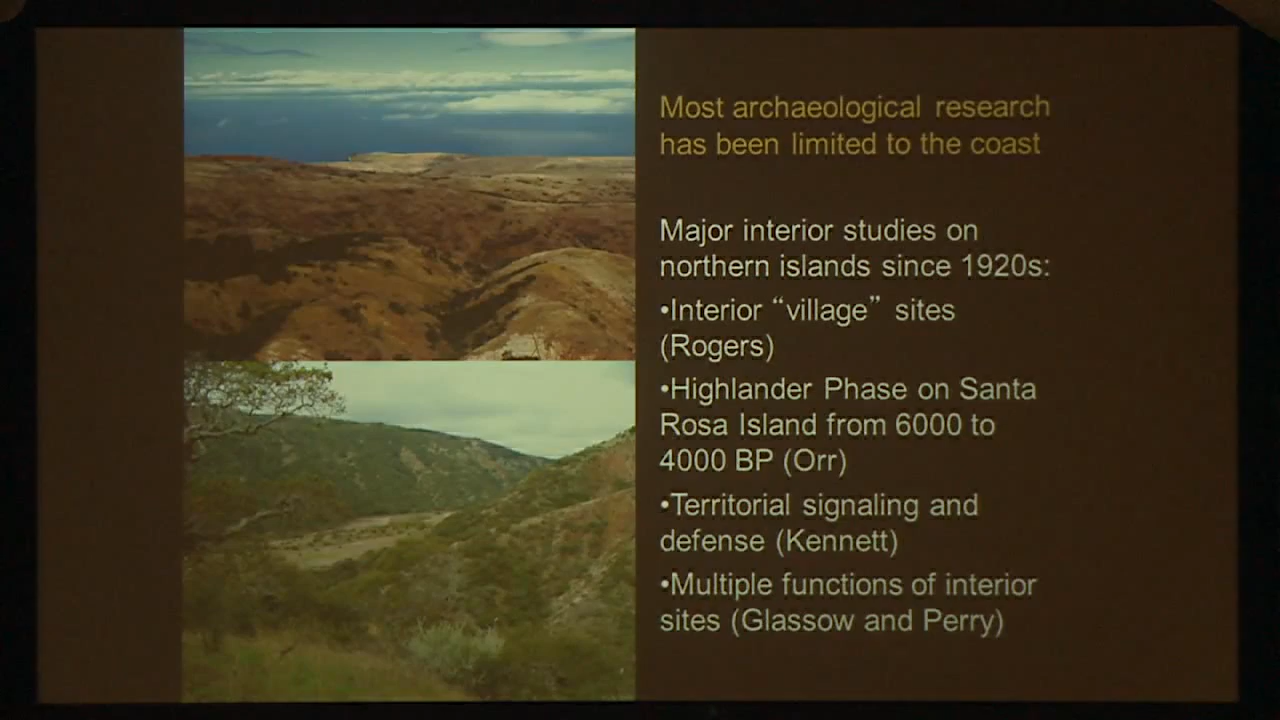 Most archaeological research
has been limited to the coast
Major interior studies on
northern islands since 1920s:
•Interior “village” sites
(Rogers)
•Highlander Phase on Santa
Rosa Island from 6000 to
4000 BP (Orr)
•Territorial signaling and
defense (Kennett)
•Multiple functions of interior
sites (Glassow and Perry)